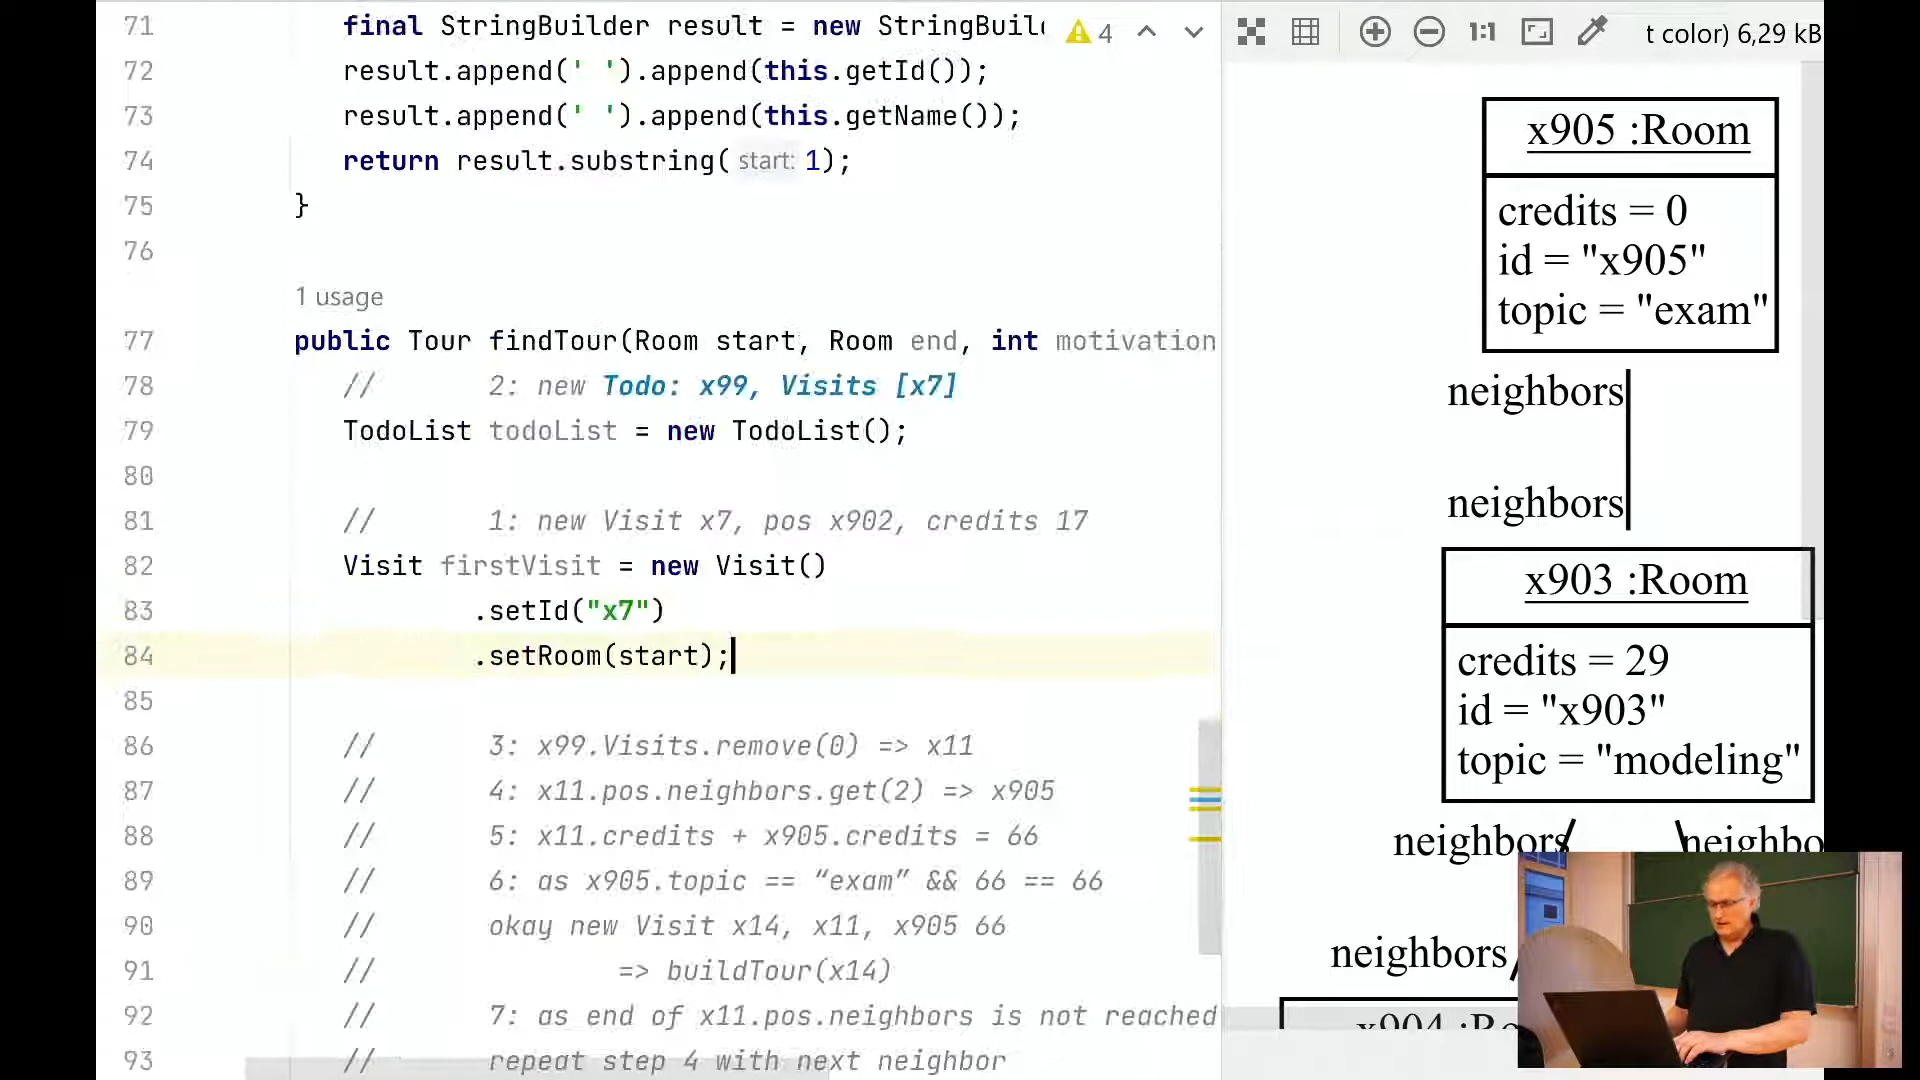 71 final StringBuilder result = new StringBuil
72 result.append(' ').append(this.getId());
73 result.append(' ').append(this.getName());
74 return result.substring( start: 1);
75 }
76
1 usage
77 public Tour findTour(Room start, Room end, int motivation
78 // 2: new Todo: x99, Visits [x7]
79 TodoList todoList = new TodoList();
80
81 // 1: new Visit x7, pos x902, credits 17
82 Visit firstVisit = new Visit()
83 .setId("x7")
84 .setRoom(start);
85
86 // 3: x99.Visits.remove(0) => x11
87 // 4: x11.pos.neighbors.get(2) => x905
88 // 5: x11.credits + x905.credits = 66
89 // 6: as x905.topic == “exam” && 66 == 66
90 // okay new Visit x14, x11, x905 66
91 // => buildTour(x14)
92 // 7: as end of x11.pos.neighbors is not reached
93 // repeat step 4 with next neighbor
4
1:1
t color) 6,29 kB
x905 :Room
credits = 0
id = "x905"
topic = "exam"
neighbors
neighbors
x903 :Room
credits = 29
id = "x903"
topic = "modeling"
neighbors
neighbo
neighbors
x904 :Ro